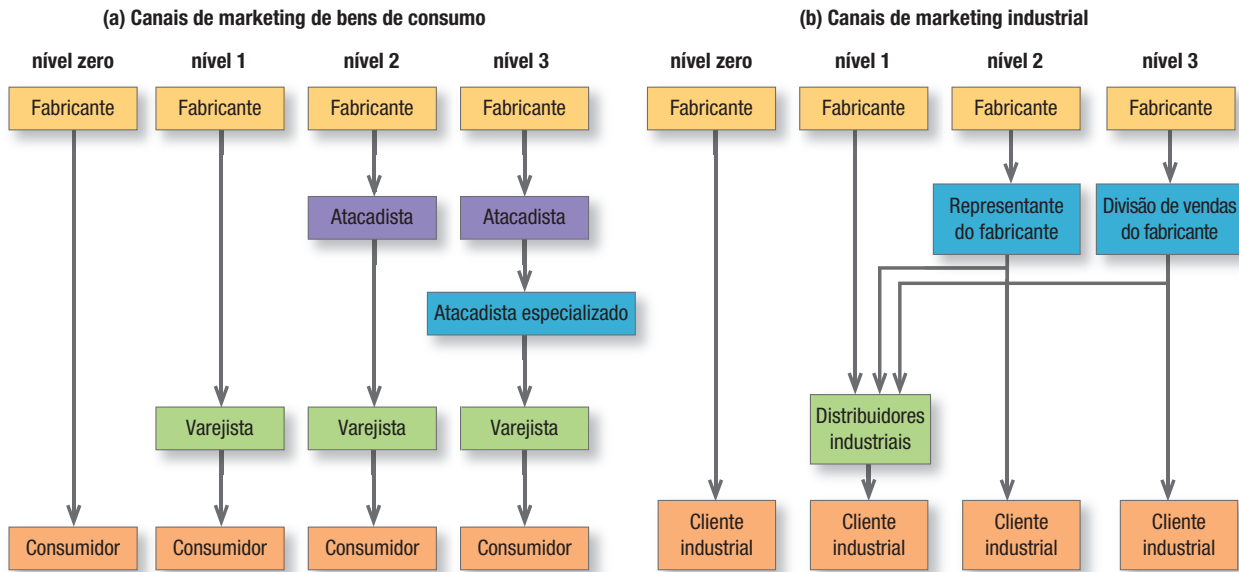 (a) Canais de marketing de bens de consumo
nível zero
nível 1
nível 2
nível 3
Fabricante
Fabricante
Fabricante
Fabricante
Atacadista
Atacadista
Atacadista especializado
Varejista
Varejista
Varejista
Consumidor
Consumidor
Consumidor
Consumidor
(b) Canais de marketing industrial
nível zero
nível 1
nível 2
nível 3
Fabricante
Fabricante
Fabricante
Fabricante
Representante
do fabricante
Divisão de vendas
do fabricante
Distribuidores
industriais
Cliente
industrial
Cliente
industrial
Cliente
industrial
Cliente
industrial